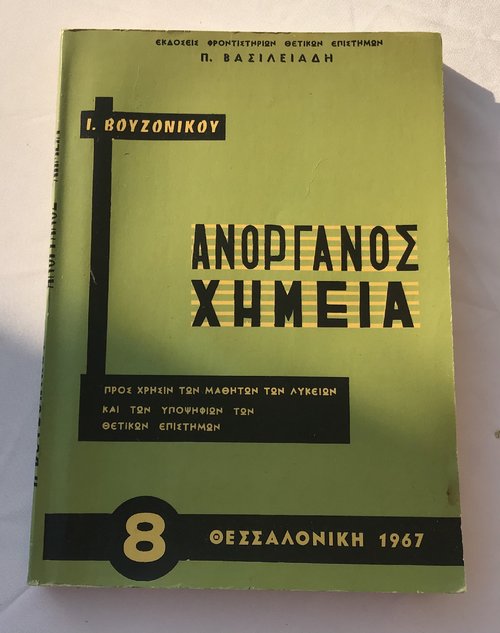 ΕΚΔΟΣΕΙΣ ΦΡΟΝΤΙΣΤΗΡΙΩΝ ΘΕΤΙΚΩΝ ΕΠΙΣΤΗΜΩΝ
Π. ΒΑΣΙΛΕΙΑΔΗ
Ι. ΒΟΥΖΟΝΙΚΟΥ
ΑΝΟΡΓΑΝΟΣ
ΧΗΜΕΙΑ
ΠΡΟΣ ΧΡΗΣΙΝ ΤΩΝ ΜΑΘΗΤΩΝ ΤΩΝ ΛΥΚΕΙΩΝ
ΚΑΙ ΤΩΝ ΥΠΟΨΗΦΙΩΝ ΤΩΝ
ΘΕΤΙΚΩΝ ΕΠΙΣΤΗΜΩΝ
8 ΘΕΣΣΑΛΟΝΙΚΗ 1967